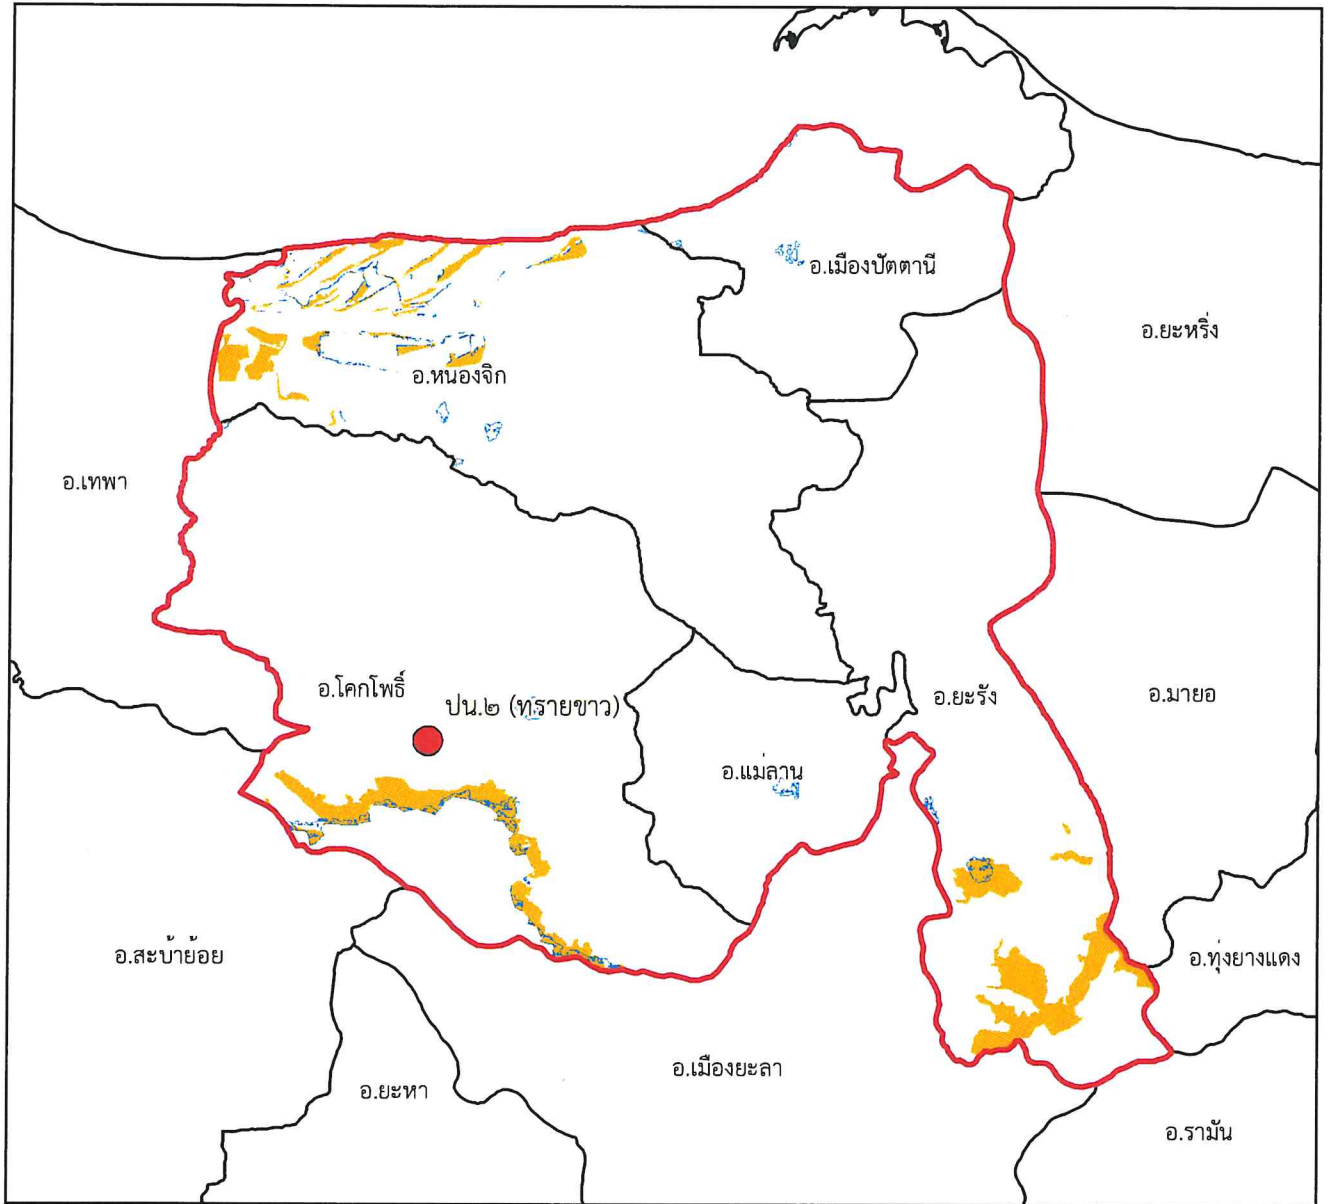 อ.เมืองปัตตานี
อ.ยะหริ่ง
อ.หนองจิก
อ.เทพา
อ.โคกโพธิ์
ปน.๒ (ทรายขาว)
อ.ยะรัง
อ.มายอ
อ.แม่ลาน
อ.สะบ้าย้อย
อ.ทุ่งยางแดง
อ.เมืองยะลา
อ.ยะหา
อ.รามัน